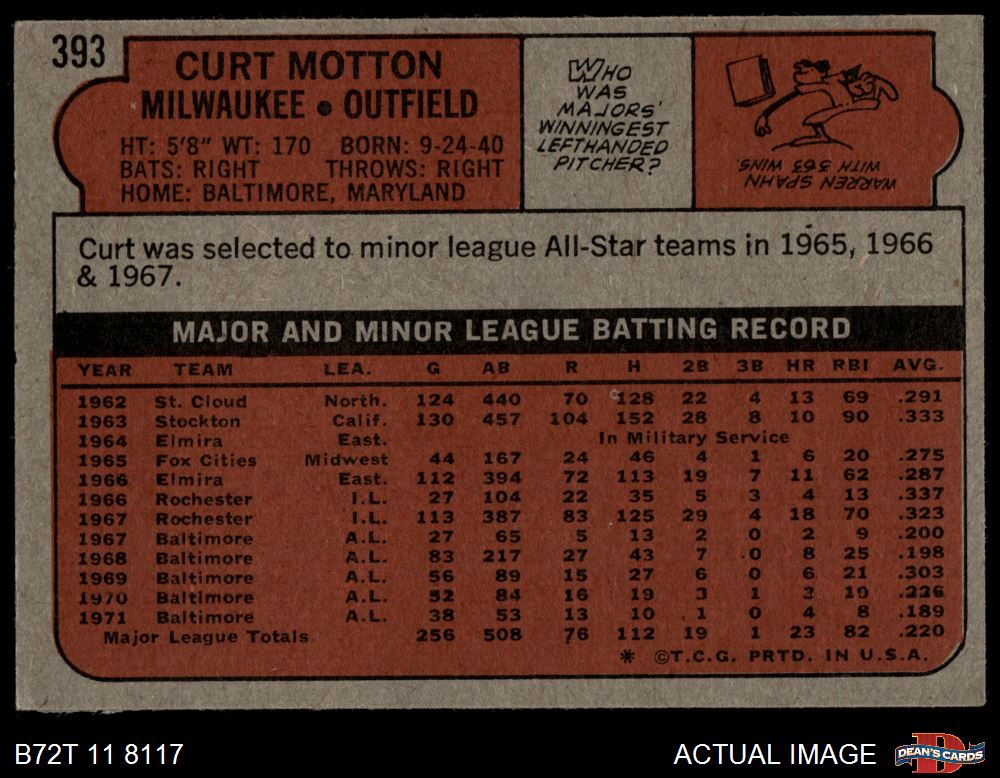 393
CURT MOTTON
MILWAUKEE • OUTFIELD
HT: 5'8" WT: 170 BORN: 9-24-40
BATS: RIGHT THROWS: RIGHT
HOME: BALTIMORE, MARYLAND
WHO
WAS
MAJORS'
WINNINGEST
LEFTHANDED
PITCHER?
WARREN SPAHN
WITH 363 WINS.
Curt was selected to minor league All-Star teams in 1965, 1966
& 1967.
MAJOR AND MINOR LEAGUE BATTING RECORD
YEAR TEAM LEA. G AB R H 2B 3B HR RBI AVG.
1962 St. Cloud North. 124 440 70 128 22 4 13 69 .291
1963 Stockton Calif. 130 457 104 152 28 8 10 90 .333
1964 Elmira East. In Military Service
1965 Fox Cities Midwest 44 167 24 46 4 1 6 20 .275
1966 Elmira East. 112 394 72 113 19 7 11 62 .287
1966 Rochester I.L. 27 104 22 35 5 3 4 13 .337
1967 Rochester I.L. 113 387 83 125 29 4 18 70 .323
1967 Baltimore A.L. 27 65 5 13 2 0 2 9 .200
1968 Baltimore A.L. 83 217 27 43 7 0 8 25 .198
1969 Baltimore A.L. 56 89 15 27 6 0 6 21 .303
1970 Baltimore A.L. 52 84 16 19 3 1 3 19 .226
1971 Baltimore A.L. 38 53 13 10 1 0 4 8 .189
Major League Totals 256 508 76 112 19 1 23 82 .220
* ©T.C.G. PRTD. IN U.S.A.
B72T 11 8117
ACTUAL IMAGE
DEAN'S CARDS